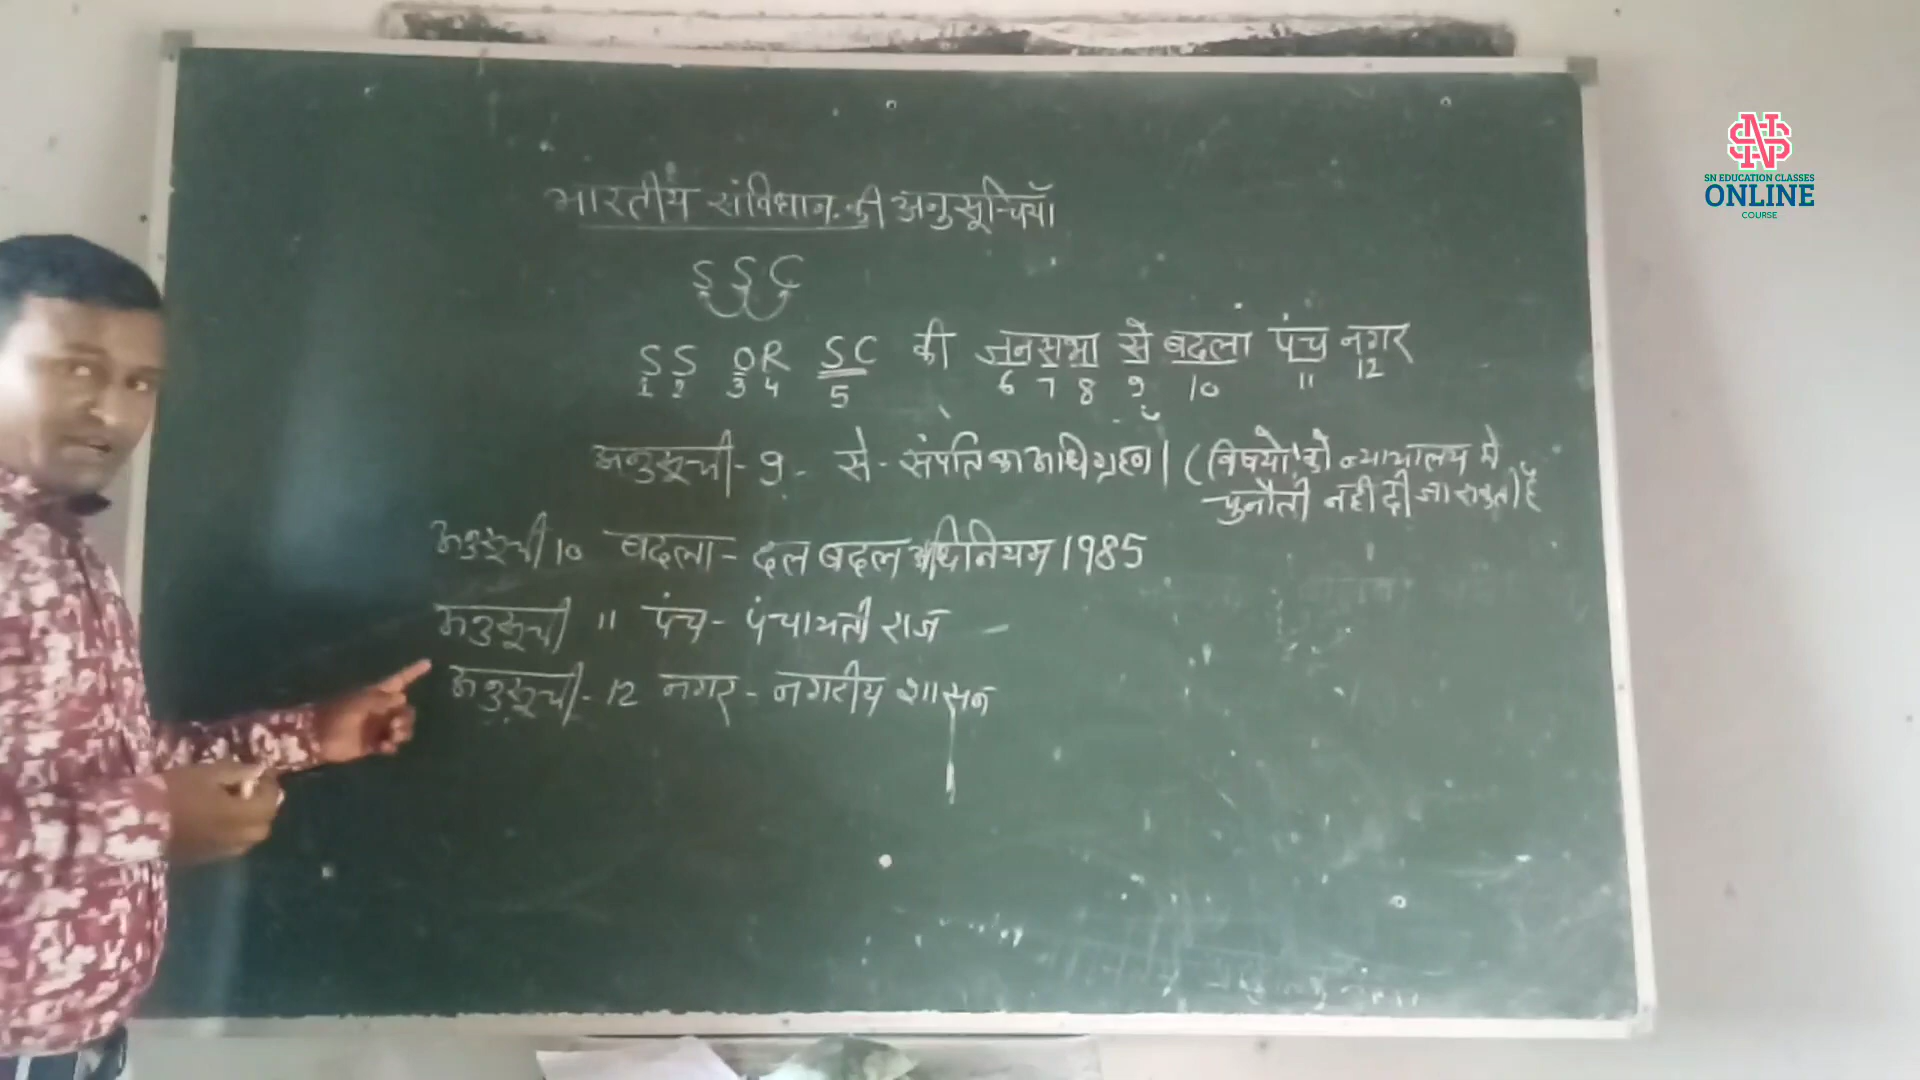 भारतीय संविधान की अनुसूचियाँ
SSC
SS OR SC की जनसभा से बदला पंच नगर
1 2 3 4 5 6 7 8 9 10 11 12
अनुसूची - 9 - से - संपति का अधिग्रहण। (विषयो को न्यायालय मे
चुनौती नही दी जा सकती है
अनुसूची 10 बदला - दल बदल अधिनियम 1985
अनुसूची 11 पंच - पंचायती राज
अनुसूची - 12 नगर - नगरीय शासन
SN EDUCATION CLASSES
ONLINE
COURSE